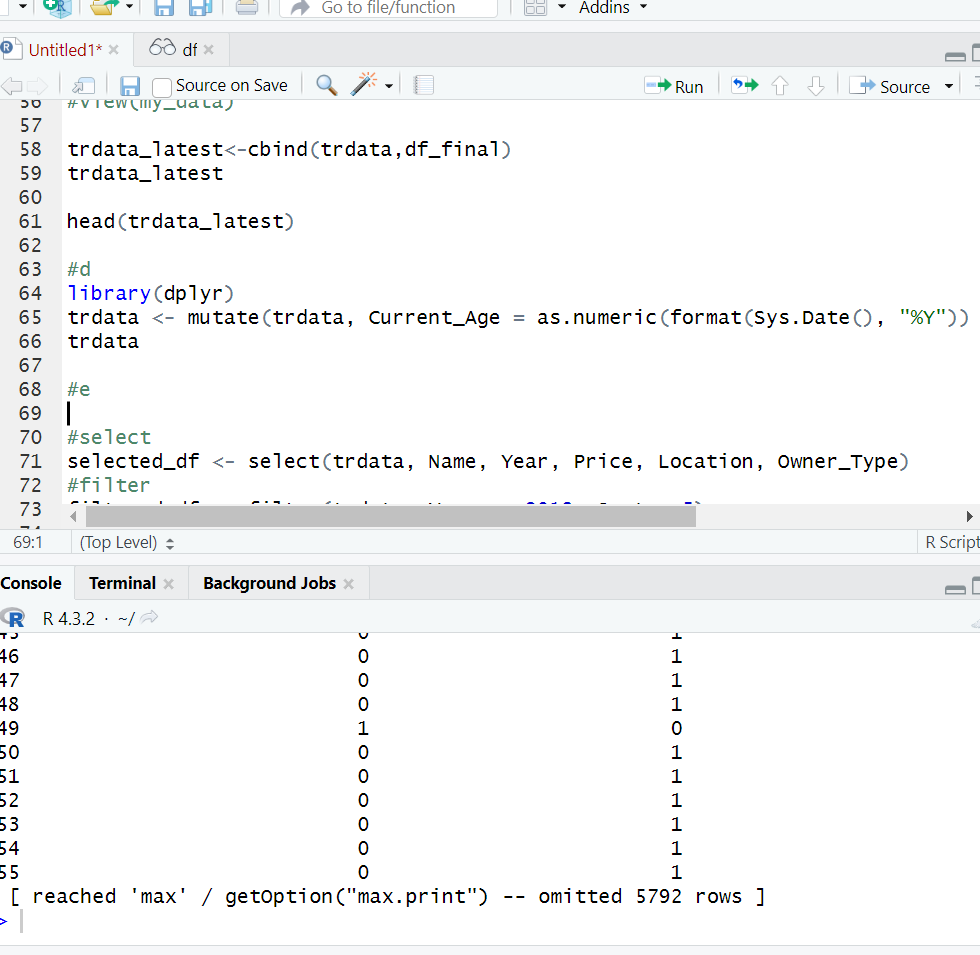 Go to file/function
Addins
Untitled1*
df
Source on Save
Run
Source
56 #View(my_data)
57
58 trdata_latest<-cbind(trdata,df_final)
59 trdata_latest
60
61 head(trdata_latest)
62
63 #d
64 library(dplyr)
65 trdata <- mutate(trdata, Current_Age = as.numeric(format(Sys.Date(), "%Y"))
66 trdata
67
68 #e
69
70 #select
71 selected_df <- select(trdata, Name, Year, Price, Location, Owner_Type)
72 #filter
73
69:1 (Top Level) R Script
Console Terminal Background Jobs
R 4.3.2 · ~/
45 0 1
46 0 1
47 0 1
48 0 1
49 1 0
50 0 1
51 0 1
52 0 1
53 0 1
54 0 1
55 0 1
[ reached 'max' / getOption("max.print") -- omitted 5792 rows ]
>